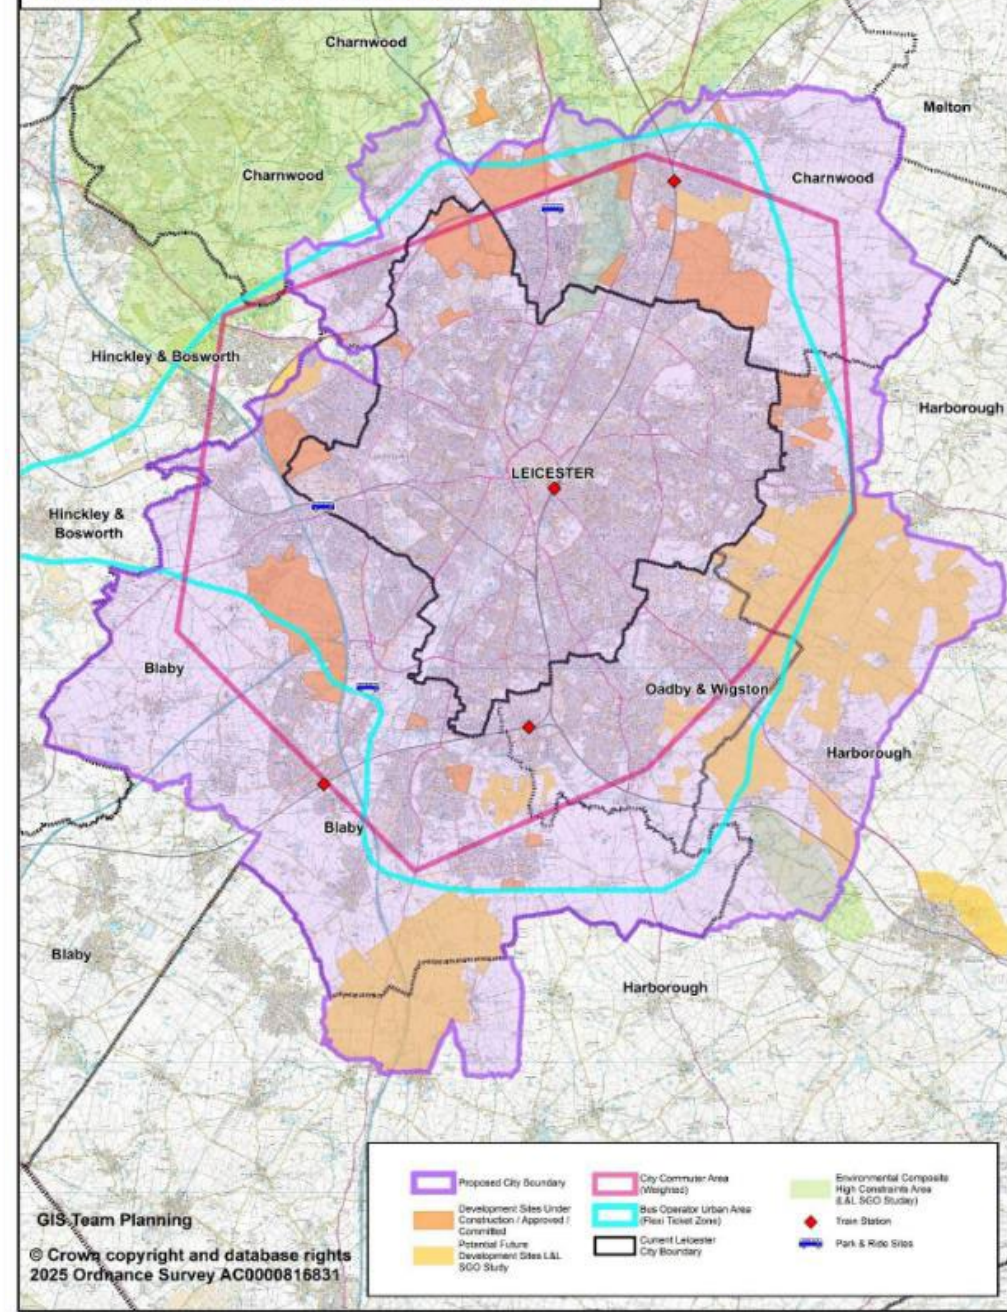 Charnwood
Melton
Charnwood
Charnwood
Hinckley & Bosworth
Harborough
LEICESTER
Hinckley &
Bosworth
Blaby
Oadby & Wigston
Harborough
Blaby
Blaby
Harborough
Proposed City Boundary
Development Sites Under
Construction / Approved /
Committed
Potential Future
Development Sites L&L
SGO Study
City Commuter Area
(Weighted)
Bus Operator Urban Area
(Flexi Ticket Zone)
Current Leicester
City Boundary
Environmental Composite
High Constraints Area
(L&L SGO Studay)
Train Station
Park & Ride Sites
GIS Team Planning
© Crown copyright and database rights
2025 Ordnance Survey AC0000816831